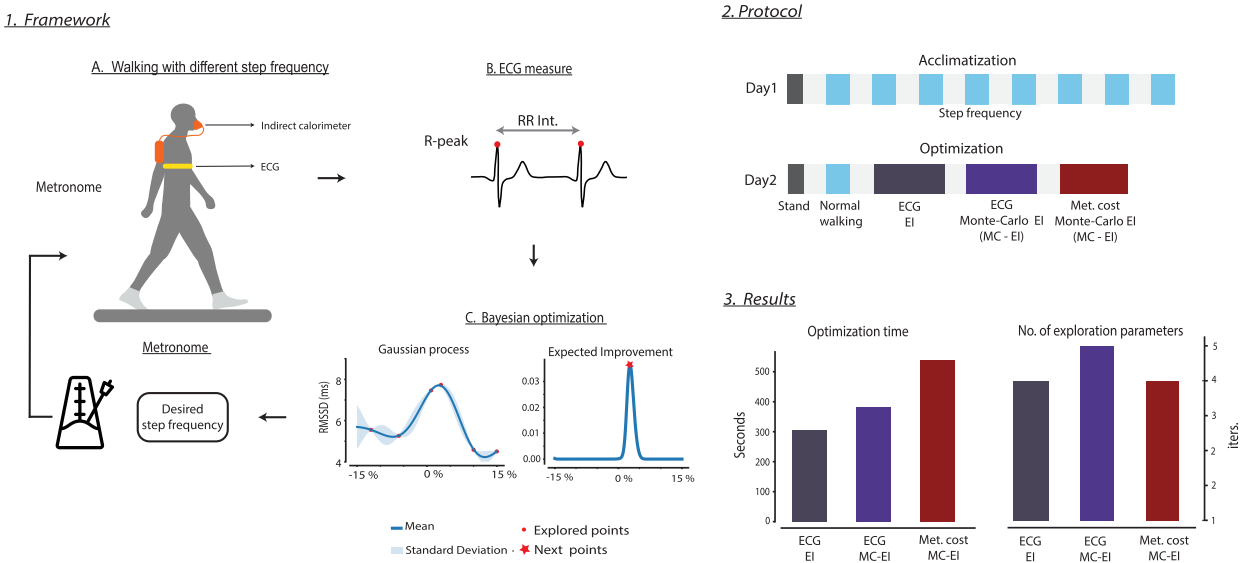 1. Framework
A. Walking with different step frequency
Indirect calorimeter
ECG
Metronome
B. ECG measure
RR Int.
R-peak
C. Bayesian optimization
Gaussian process
RMSSD (ms)
8
6
4
-15 %
0 %
15 %
Expected Improvement
0.03
0.02
0.01
0.00
-15 %
0 %
15 %
Mean
Explored points
Standard Deviation
Next points
Metronome
Desired
step frequency
2. Protocol
Acclimatization
Day1
Step frequency
Optimization
Day2
Stand
Normal
walking
ECG
EI
ECG
Monte-Carlo EI
(MC - EI)
Met. cost
Monte-Carlo EI
(MC - EI)
3. Results
Optimization time
Seconds
500
400
300
200
100
0
ECG
EI
ECG
MC-EI
Met. cost
MC-EI
No. of exploration parameters
5
4
3
2
2
1
iters.
ECG
EI
ECG
MC-EI
Met. cost
MC-EI